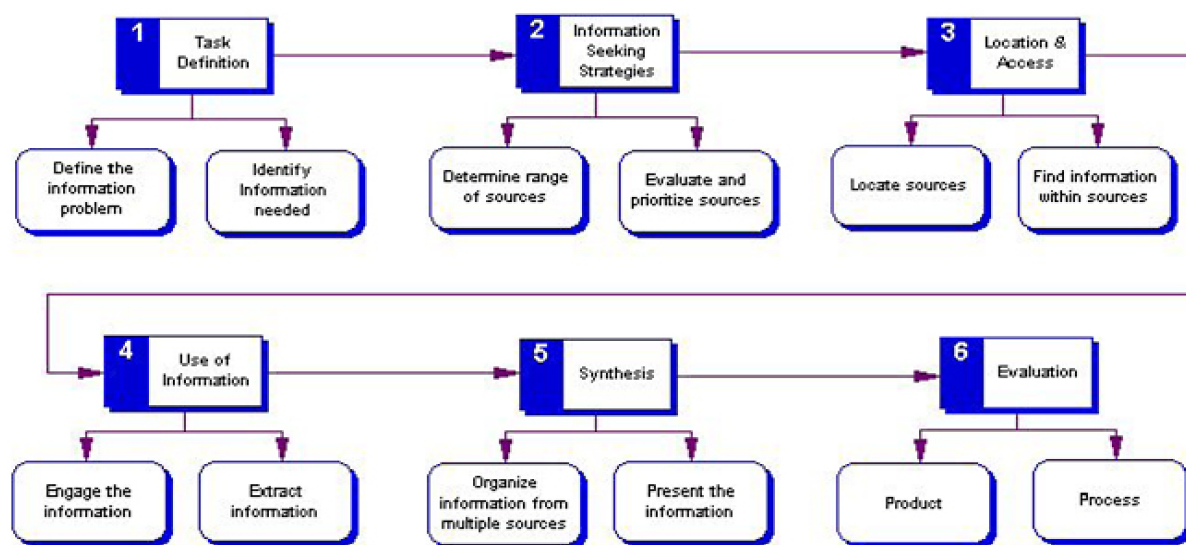 1
Task
Definition
2
Information
Seeking
Strategies
3
Location &
Access
Define the
information
problem
Identify
Information
needed
Determine range
of sources
Evaluate and
prioritize sources
Locate sources
Find information
within sources
4
Use of
Information
5
Synthesis
6
Evaluation
Engage the
information
Extract
information
Organize
information from
multiple sources
Present the
information
Product
Process